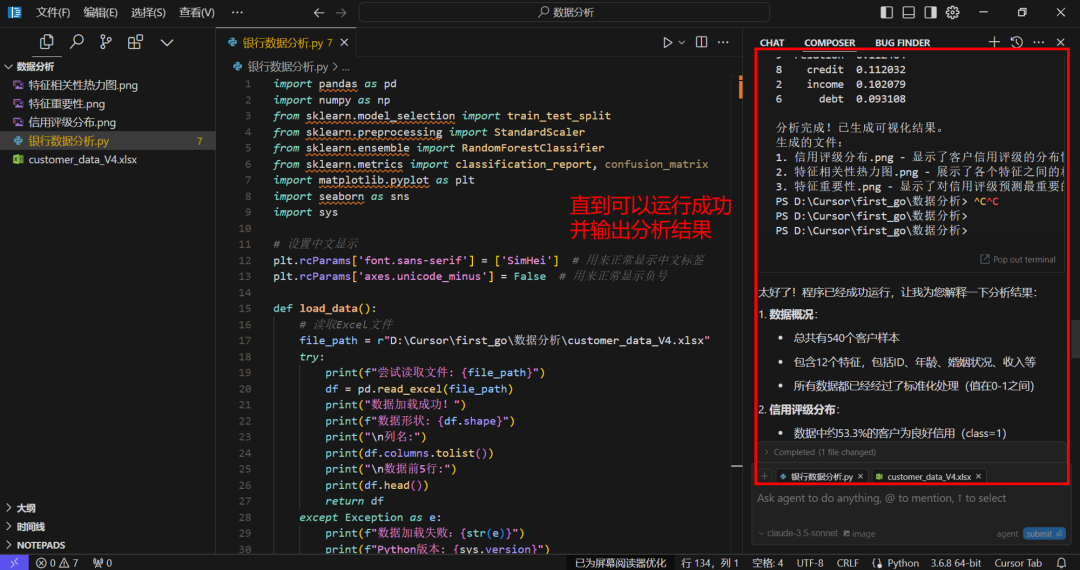 文件(F) 编辑(E) 选择(S) 查看(V) ··· 数据分析
数据分析
特征相关性热力图.png
特征重要性.png
信用评级分布.png
银行数据分析.py 7
customer_data_V4.xlsx
大纲
时间线
NOTEPADS
银行数据分析.py 7
银行数据分析.py > ...
1 import pandas as pd
2 import numpy as np
3 from sklearn.model_selection import train_test_split
4 from sklearn.preprocessing import StandardScaler
5 from sklearn.ensemble import RandomForestClassifier
6 from sklearn.metrics import classification_report, confusion_matrix
7 import matplotlib.pyplot as plt
8 import seaborn as sns
9 import sys
10
11 # 设置中文显示
12 plt.rcParams['font.sans-serif'] = ['SimHei'] # 用来正常显示中文标签
13 plt.rcParams['axes.unicode_minus'] = False # 用来正常显示负号
14
15 def load_data():
16 # 读取Excel文件
17 file_path = r"D:\Cursor\first_go\数据分析\customer_data_V4.xlsx"
18 try:
19 print(f"尝试读取文件: {file_path}")
20 df = pd.read_excel(file_path)
21 print("数据加载成功! ")
22 print(f"数据形状: {df.shape}")
23 print("\n列名:")
24 print(df.columns.tolist())
25 print("\n数据前5行:")
26 print(df.head())
27 return df
28 except Exception as e:
29 print(f"数据加载失败: {str(e)}")
30 print(f"Python版本: {sys.version}")
直到可以运行成功
并输出分析结果
CHAT COMPOSER BUG FINDER
8 credit 0.112032
2 income 0.102079
6 debt 0.093108
分析完成! 已生成可视化结果。
生成的文件:
1. 信用评级分布.png - 显示了客户信用评级的分布
2. 特征相关性热力图.png - 展示了各个特征之间的
3. 特征重要性.png - 显示了对信用评级预测最重要
PS D:\Cursor\first_go\数据分析> ^C^C
PS D:\Cursor\first_go\数据分析>
PS D:\Cursor\first_go\数据分析>
Pop out terminal
太好了! 程序已经成功运行, 让我为您解释一下分析结果:
1. 数据概况:
• 总共有540个客户样本
• 包含12个特征, 包括ID、年龄、婚姻状况、收入等
• 所有数据都已经经过了标准化处理 (值在0-1之间)
2. 信用评级分布:
• 数据中约53.3%的客户为良好信用 (class=1)
Completed (1 file changed)
银行数据分析.py customer_data_V4.xlsx
Ask agent to do anything, @ to mention, ↑ to select
claude-3.5-sonnet image agent submit
0 7 0 已为屏幕阅读器优化 行 134, 列 1 空格: 4 UTF-8 CRLF Python 3.6.8 64-bit Cursor Tab